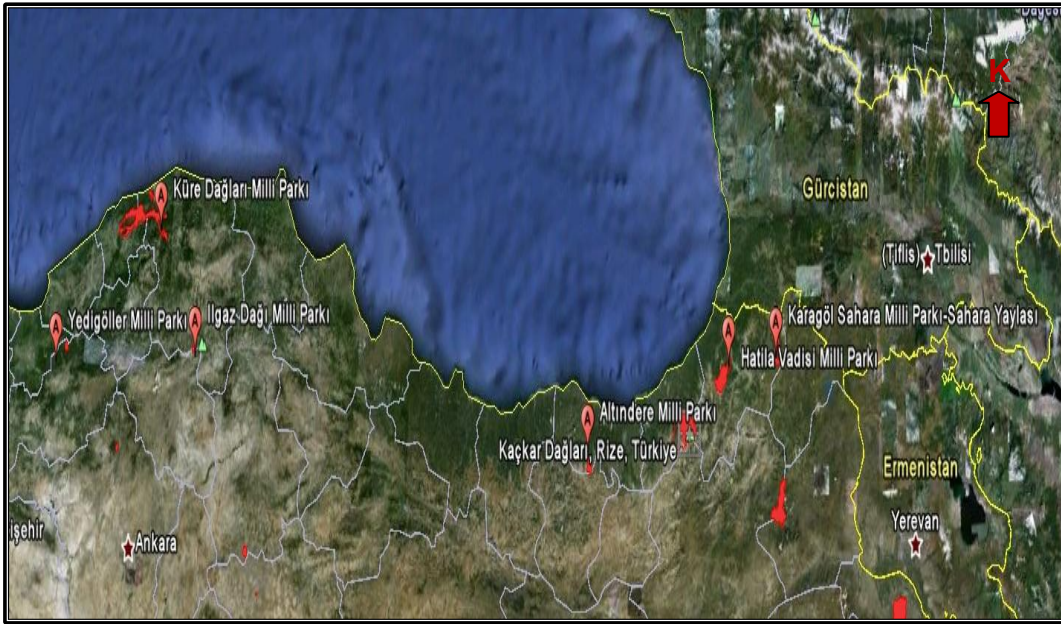 K
Küre Dağları Milli Parkı
Gürcistan
(Tiflis) Tbilisi
Yedigöller Milli Parkı
Ilgaz Dağı Milli Parkı
Karagöl Sahara Milli Parkı-Sahara Yaylası
Hatila Vadisi Milli Parkı
Altındere Milli Parkı
Kaçkar Dağları, Rize, Türkiye
Ermenistan
işehir
Ankara
Yerevan
A
A
A
A
A
A